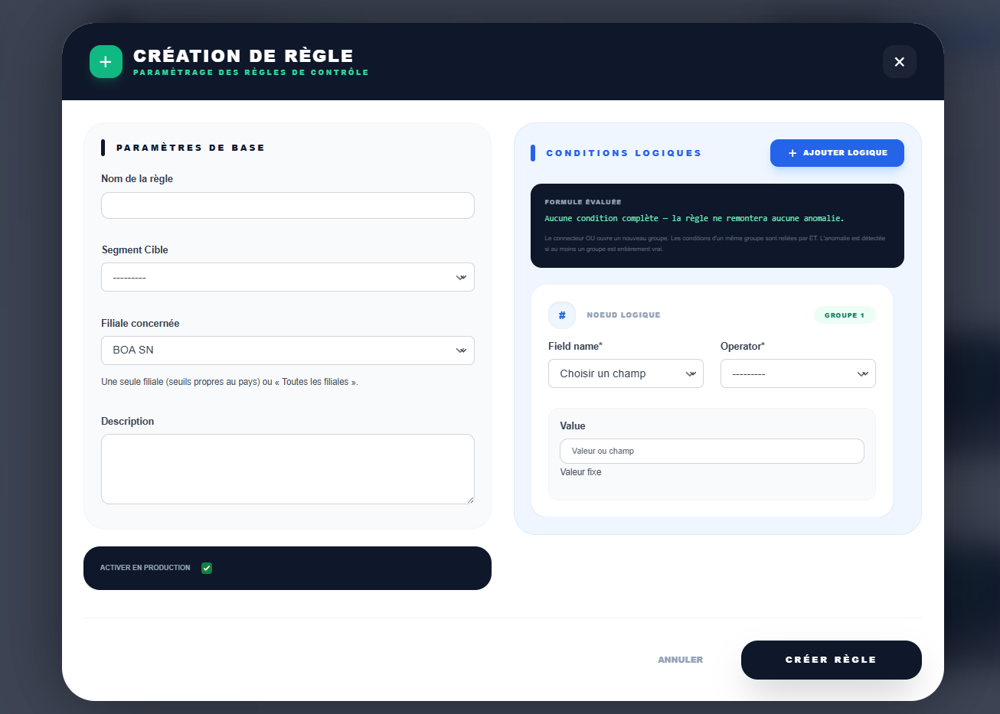 CRÉATION DE RÈGLE
PARAMÉTRAGE DES RÈGLES DE CONTRÔLE
PARAMÈTRES DE BASE
Nom de la règle
Segment Cible
---------
Filiale concernée
BOA SN
Une seule filiale (seuils propres au pays) ou « Toutes les filiales ».
Description
ACTIVER EN PRODUCTION
CONDITIONS LOGIQUES
+ AJOUTER LOGIQUE
FORMULE ÉVALUÉE
Aucune condition complète — la règle ne remontera aucune anomalie.
Le connecteur OU ouvre un nouveau groupe. Les conditions d'un même groupe sont reliées par ET. L'anomalie est détectée
si au moins un groupe est entièrement vrai.
# NOEUD LOGIQUE GROUPE 1
Field name* Operator*
Choisir un champ ---------
Value
Valeur ou champ
Valeur fixe
ANNULER CRÉER RÈGLE